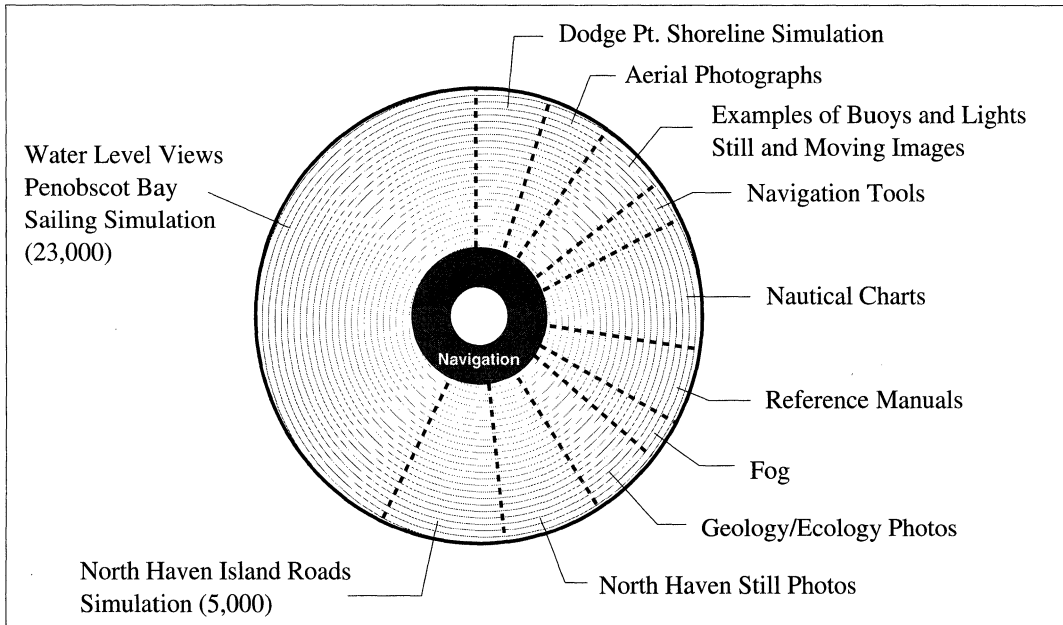 Dodge Pt. Shoreline Simulation
Aerial Photographs
Examples of Buoys and Lights
Still and Moving Images
Navigation Tools
Water Level Views
Penobscot Bay
Sailing Simulation
(23,000)
Nautical Charts
Navigation
Reference Manuals
Fog
Geology/Ecology Photos
North Haven Still Photos
North Haven Island Roads
Simulation (5,000)